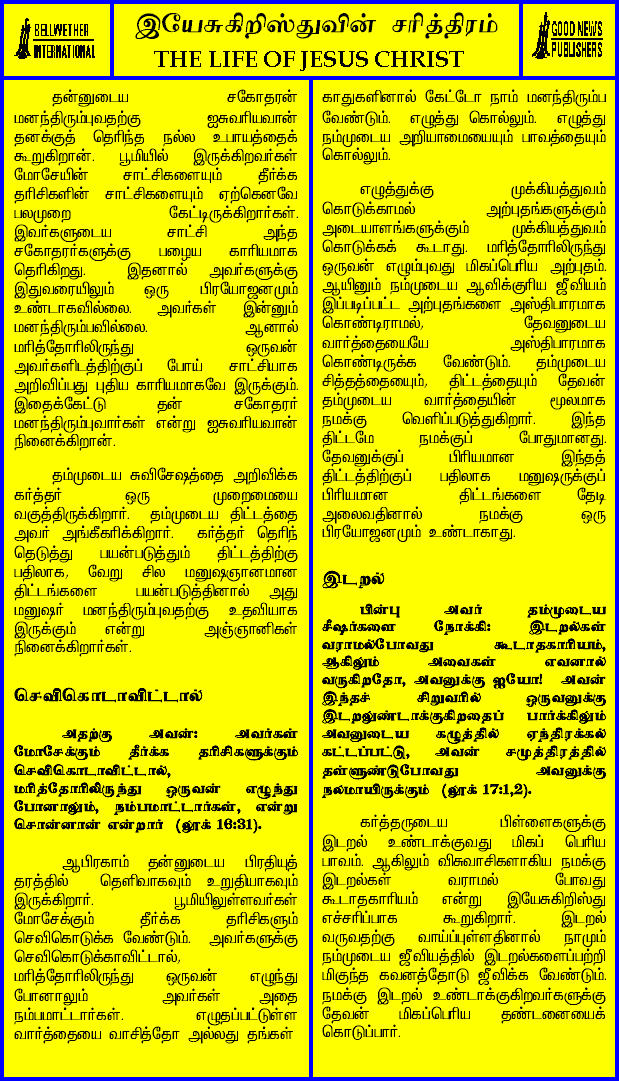 BELLWETHER
INTERNATIONAL
இயேசுகிறிஸ்துவின் சரித்திரம்
THE LIFE OF JESUS CHRIST
GOOD NEWS
PUBLISHERS
தன்னுடைய சகோதரன்
மனந்திரும்புவதற்கு ஐசுவரியவான்
தனக்குத் தெரிந்த நல்ல உபாயத்தைக்
கூறுகிறான். பூமியில் இருக்கிறவர்கள்
மோசேயின் சாட்சிகளையும் தீர்க்க
தரிசிகளின் சாட்சிகளையும் ஏற்கெனவே
பலமுறை கேட்டிருக்கிறார்கள்.
இவர்களுடைய சாட்சி அந்த
சகோதரர்களுக்கு பழைய காரியமாக
தெரிகிறது. இதனால் அவர்களுக்கு
இதுவரையிலும் ஒரு பிரயோஜனமும்
உண்டாகவில்லை. அவர்கள் இன்னும்
மனந்திரும்பவில்லை. ஆனால்
மரித்தோரிலிருந்து ஒருவன்
அவர்களிடத்திற்குப் போய் சாட்சியாக
அறிவிப்பது புதிய காரியமாகவே இருக்கும்.
இதைக்கேட்டு தன் சகோதரர்
மனந்திரும்புவார்கள் என்று ஐசுவரியவான்
நினைக்கிறான்.
தம்முடைய சுவிசேஷத்தை அறிவிக்க
கர்த்தர் ஒரு முறைமையை
வகுத்திருக்கிறார். தம்முடைய திட்டத்தை
அவர் அங்கீகரிக்கிறார். கர்த்தர் தெரிந்
தெடுத்து பயன்படுத்தும் திட்டத்திற்கு
பதிலாக, வேறு சில மனுஷஞானமான
திட்டங்களை பயன்படுத்தினால் அது
மனுஷர் மனந்திரும்புவதற்கு உதவியாக
இருக்கும் என்று அஞ்ஞானிகள்
நினைக்கிறார்கள்.
செவிகொடாவிட்டால்
அதற்கு அவன்: அவர்கள்
மோசேக்கும் தீர்க்க தரிசிகளுக்கும்
செவிகொடாவிட்டால்,
மரித்தோரிலிருந்து ஒருவன் எழுந்து
போனாலும், நம்பமாட்டார்கள், என்று
சொன்னான் என்றார் (லூக் 16:31).
ஆபிரகாம் தன்னுடைய பிரதியுத்
தரத்தில் தெளிவாகவும் உறுதியாகவும்
இருக்கிறார். பூமியிலுள்ளவர்கள்
மோசேக்கும் தீர்க்க தரிசிகளும்
செவிகொடுக்க வேண்டும். அவர்களுக்கு
செவிகொடுக்காவிட்டால்,
மரித்தோரிலிருந்து ஒருவன் எழுந்து
போனாலும் அவர்கள் அதை
நம்பமாட்டார்கள். எழுதப்பட்டுள்ள
வார்த்தையை வாசித்தோ அல்லது தங்கள்
காதுகளினால் கேட்டோ நாம் மனந்திரும்ப
வேண்டும். எழுத்து கொல்லும். எழுத்து
நம்முடைய அறியாமையையும் பாவத்தையும்
கொல்லும்.
எழுத்துக்கு முக்கியத்துவம்
கொடுக்காமல் அற்புதங்களுக்கும்
அடையாளங்களுக்கும் முக்கியத்துவம்
கொடுக்கக் கூடாது. மரித்தோரிலிருந்து
ஒருவன் எழும்புவது மிகப்பெரிய அற்புதம்.
ஆயினும் நம்முடைய ஆவிக்குரிய ஜீவியம்
இப்படிப்பட்ட அற்புதங்களை அஸ்திபாரமாக
கொண்டிராமல், தேவனுடைய
வார்த்தையையே அஸ்திபாரமாக
கொண்டிருக்க வேண்டும். தம்முடைய
சித்தத்தையும், திட்டத்தையும் தேவன்
தம்முடைய வார்த்தையின் மூலமாக
நமக்கு வெளிப்படுத்துகிறார். இந்த
திட்டமே நமக்குப் போதுமானது.
தேவனுக்குப் பிரியமான இந்தத்
திட்டத்திற்குப் பதிலாக மனுஷருக்குப்
பிரியமான திட்டங்களை தேடி
அலைவதினால் நமக்கு ஒரு
பிரயோஜனமும் உண்டாகாது.
இடறல்
பின்பு அவர் தம்முடைய
சீஷர்களை நோக்கி: இடறல்கள்
வராமல்போவது கூடாதகாரியம்,
ஆகிலும் அவைகள் எவனால்
வருகிறதோ, அவனுக்கு ஐயோ! அவன்
இந்தச் சிறுவரில் ஒருவனுக்கு
இடறலுண்டாக்குகிறதைப் பார்க்கிலும்
அவனுடைய கழுத்தில் ஏந்திரக்கல்
கட்டப்பட்டு, அவன் சமுத்திரத்தில்
தள்ளுண்டுபோவது அவனுக்கு
நலமாயிருக்கும் (லூக் 17:1,2).
கர்த்தருடைய பிள்ளைகளுக்கு
இடறல் உண்டாக்குவது மிகப் பெரிய
பாவம். ஆகிலும் விசுவாசிகளாகிய நமக்கு
இடறல்கள் வராமல் போவது
கூடாதகாரியம் என்று இயேசுகிறிஸ்து
எச்சரிப்பாக கூறுகிறார். இடறல்
வருவதற்கு வாய்ப்புள்ளதினால் நாமும்
நம்முடைய ஜீவியத்தில் இடறல்களைப்பற்றி
மிகுந்த கவனத்தோடு ஜீவிக்க வேண்டும்.
நமக்கு இடறல் உண்டாக்குகிறவர்களுக்கு
தேவன் மிகப்பெரிய தண்டனையைக்
கொடுப்பார்.